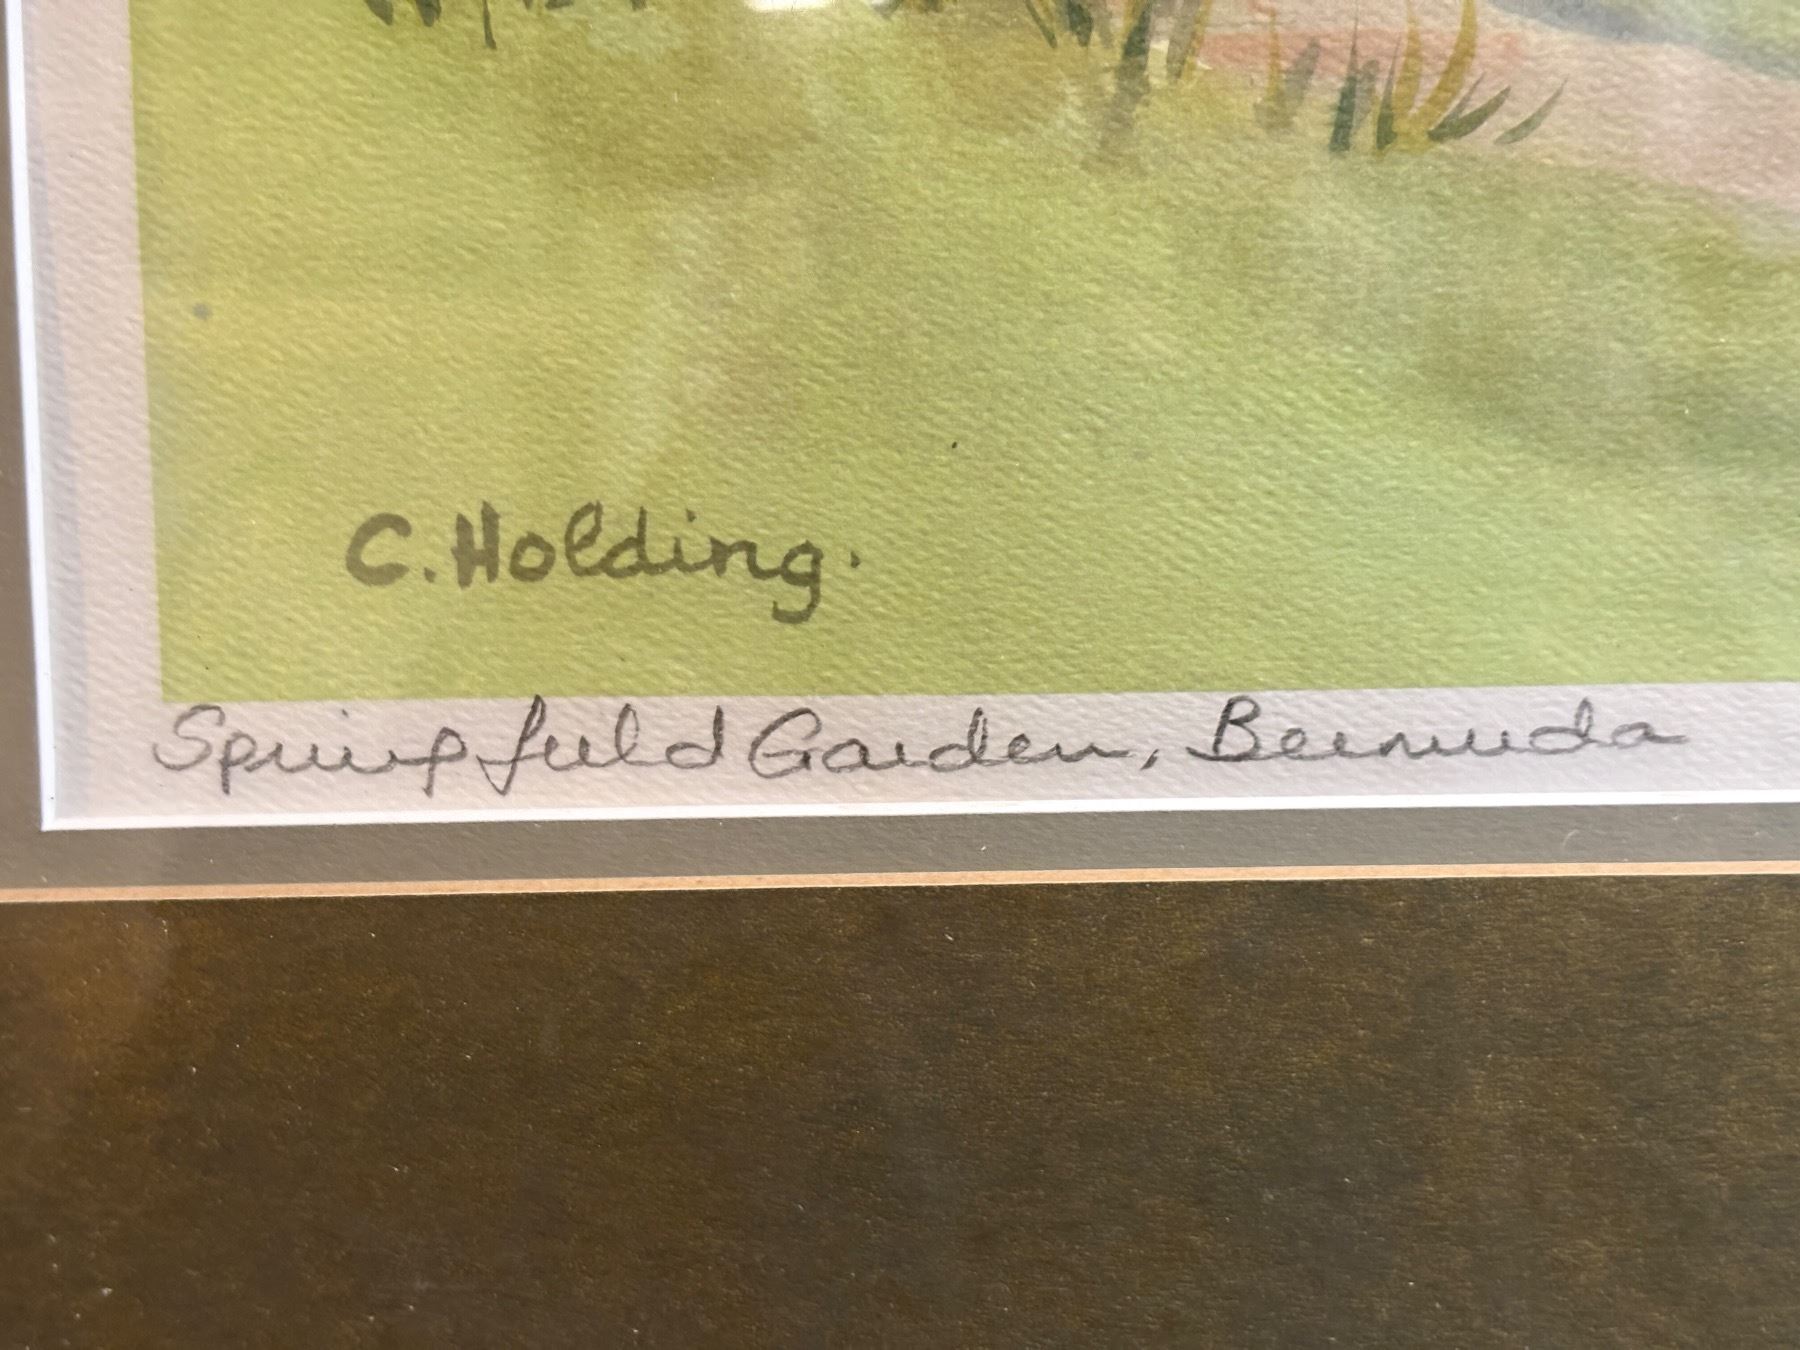 C. Holding.
Springfield Garden, Bermuda